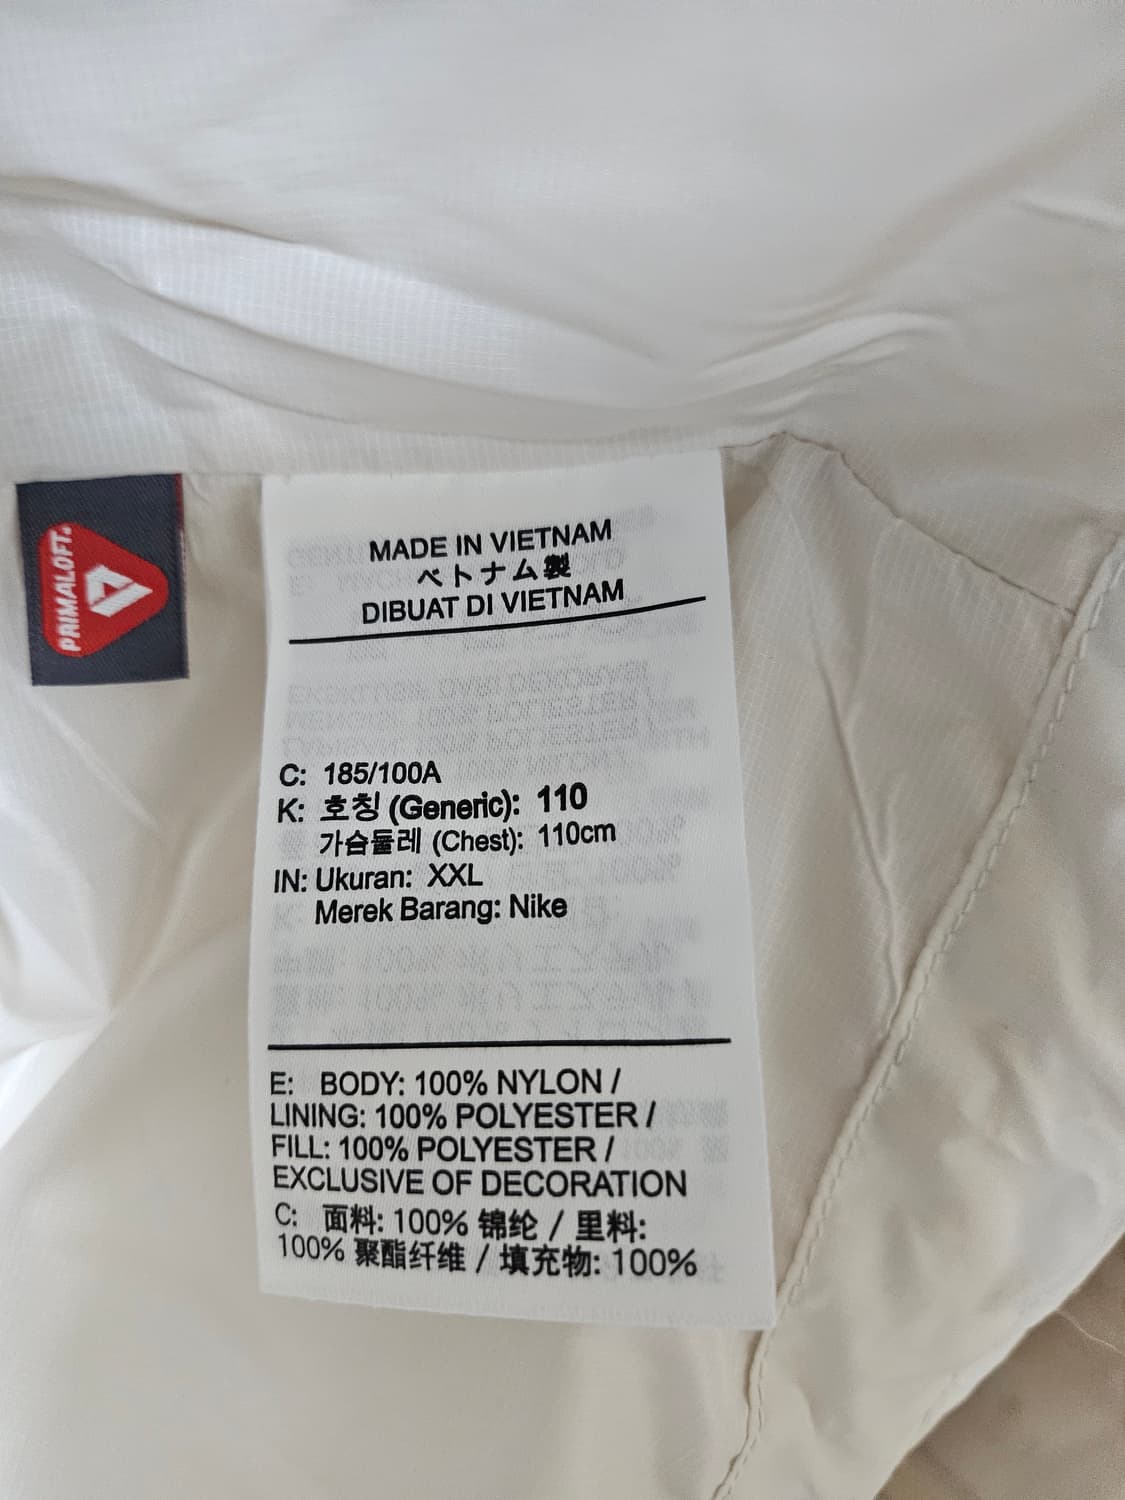 PRIMALOFT®
MADE IN VIETNAM
ベトナム製
DIBUAT DI VIETNAM
C: 185/100A
K: 호칭 (Generic): 110
가슴둘레 (Chest): 110cm
IN: Ukuran: XXL
Merek Barang: Nike
E: BODY: 100% NYLON /
LINING: 100% POLYESTER /
FILL: 100% POLYESTER /
EXCLUSIVE OF DECORATION
C: 面料: 100% 锦纶 / 里料:
100% 聚酯纤维 / 填充物: 100%